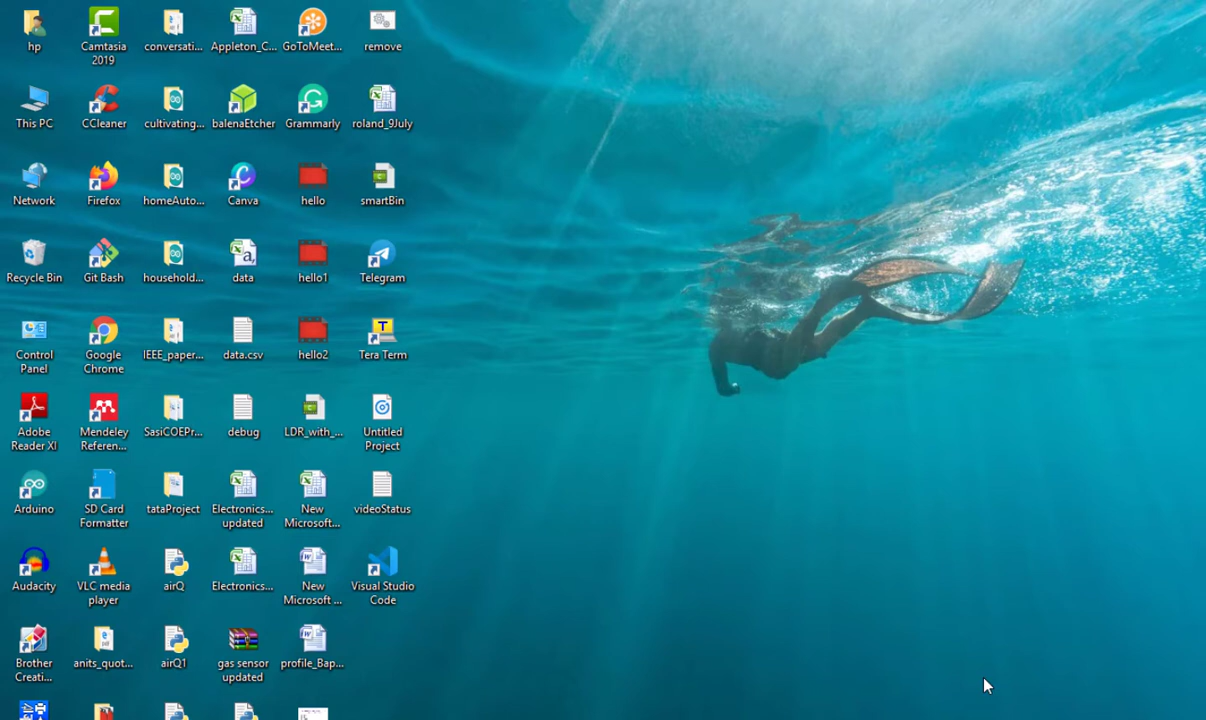 hp
Camtasia
2019
conversati...
Appleton_C...
GoToMeet...
remove
This PC
CCleaner
cultivating...
balenaEtcher
Grammarly
roland_9July
Network
Firefox
homeAuto...
Canva
hello
smartBin
Recycle Bin
Git Bash
household...
data
hello1
Telegram
Control
Panel
Google
Chrome
IEEE_paper...
data.csv
hello2
Tera Term
Adobe
Reader XI
Mendeley
Referen...
SasiCOEPr...
debug
LDR_with_...
Untitled
Project
Arduino
SD Card
Formatter
tataProject
Electronics...
updated
New
Microsoft...
videoStatus
Audacity
VLC media
player
airQ
Electronics...
New
Microsoft ...
Visual Studio
Code
Brother
Creati...
anits_quot...
airQ1
gas sensor
updated
profile_Bap...